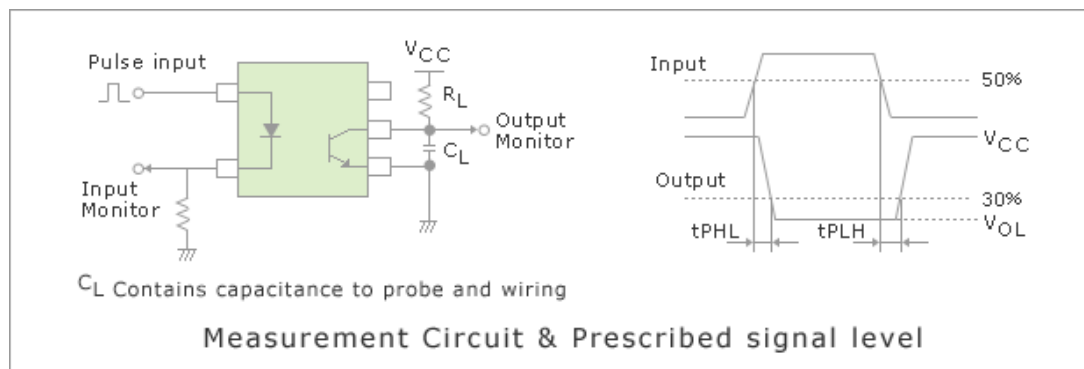 Pulse input
VCC
RL
Output
Monitor
CL
Input
Monitor
Input
50%
VCC
Output
30%
VOL
tPHL
tPLH
CL Contains capacitance to probe and wiring
Measurement Circuit & Prescribed signal level